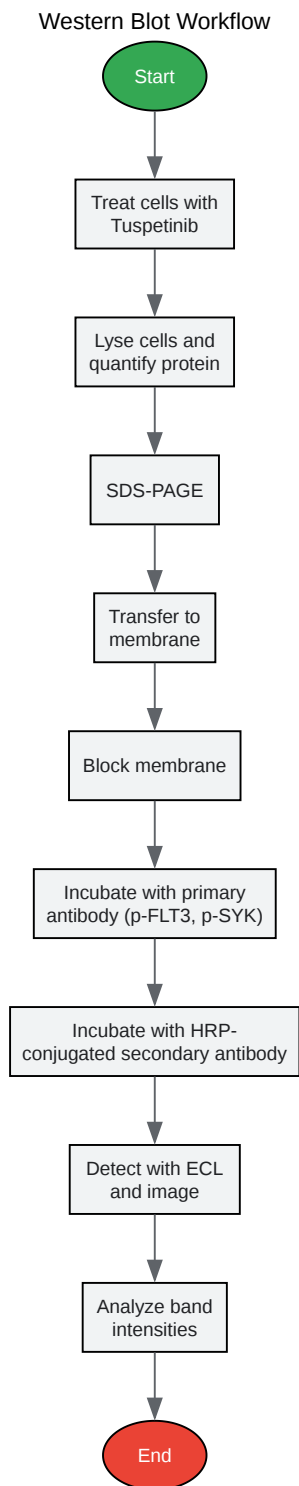 Western Blot Workflow
Start
Treat cells with
Tuspetinib
Lyse cells and
quantify protein
SDS-PAGE
Transfer to
membrane
Block membrane
Incubate with primary
antibody (p-FLT3, p-SYK)
Incubate with HRP-
conjugated secondary antibody
Detect with ECL
and image
Analyze band
intensities
End